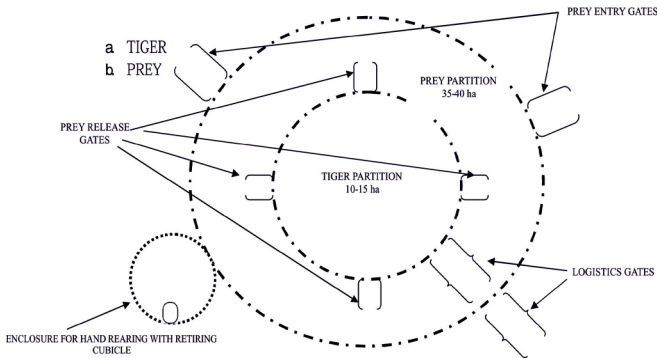 PREY ENTRY GATES
a TIGER
b PREY
PREY PARTITION
35-40 ha
PREY RELEASE
GATES
TIGER PARTITION
10-15 ha
LOGISTICS GATES
ENCLOSURE FOR HAND REARING WITH RETIRING
CUBICLE